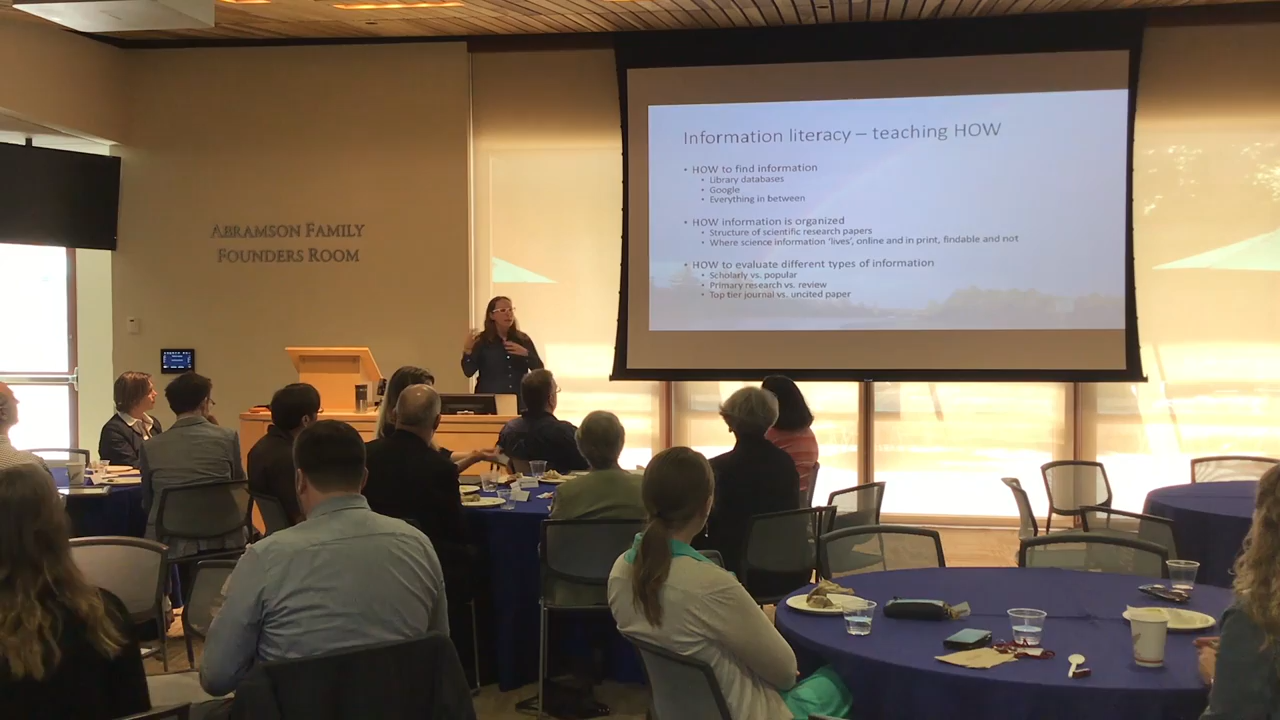 Abramson Family
Founders Room
Information literacy – teaching HOW
• HOW to find information
• Library databases
• Google
• Everything in between
• HOW information is organized
• Structure of scientific research papers
• Where science information 'lives', online and in print, findable and not
• HOW to evaluate different types of information
• Scholarly vs. popular
• Primary research vs. review
• Top tier journal vs. uncited paper